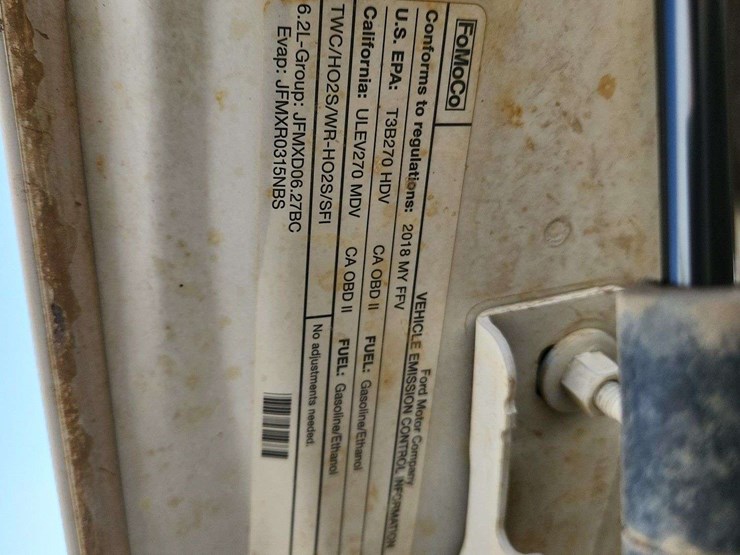 FoMoCo
Ford Motor Company
VEHICLE EMISSION CONTROL INFORMATION
Conforms to regulations: 2018 MY FFV
U.S. EPA: T3B270 HDV CA OBD II FUEL: Gasoline/Ethanol
California: ULEV270 MDV CA OBD II FUEL: Gasoline/Ethanol
TWC/HO2S/WR-HO2S/SFI
No adjustments needed.
6.2L-Group: JFMXD06.27BC
Evap: JFMXR0315NBS